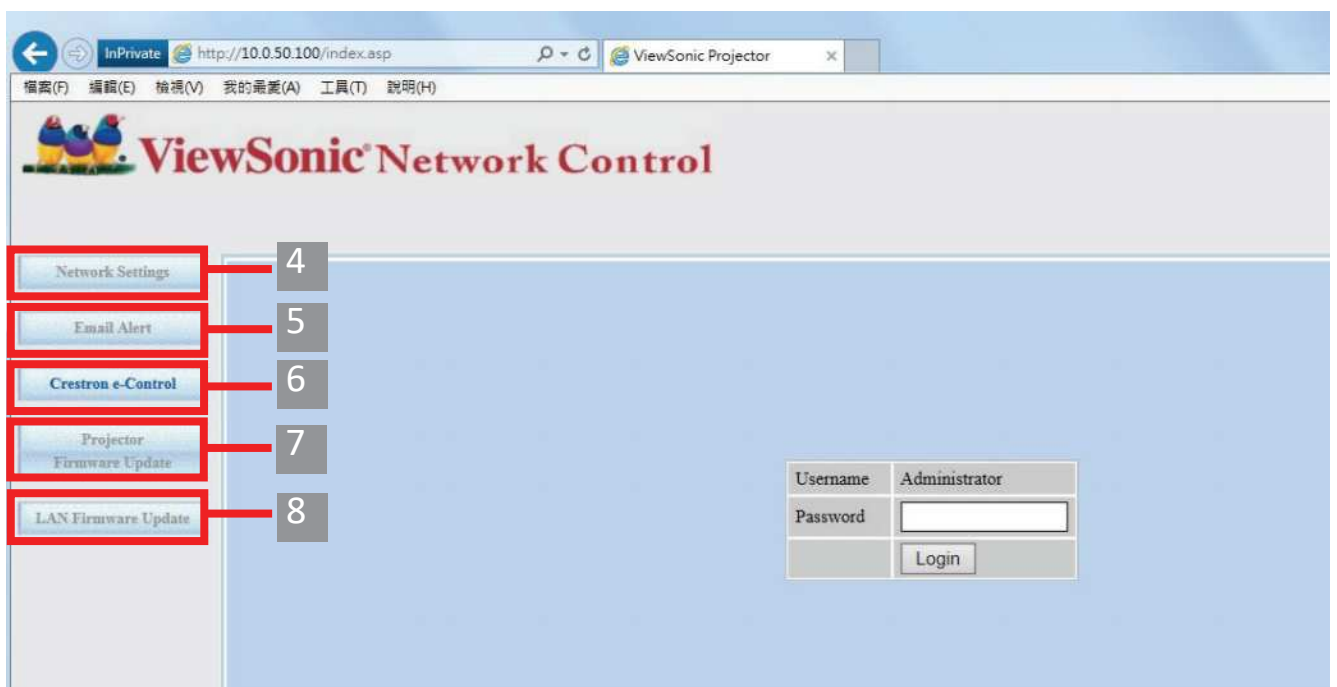 InPrivate http://10.0.50.100/index.asp ViewSonic Projector
檔案(F) 編輯(E) 檢視(V) 我的最愛(A) 工具(T) 說明(H)
ViewSonic® Network Control
Network Settings 4
Email Alert 5
Crestron e-Control 6
Projector
Firmware Update 7
LAN Firmware Update 8
Username Administrator
Password
Login